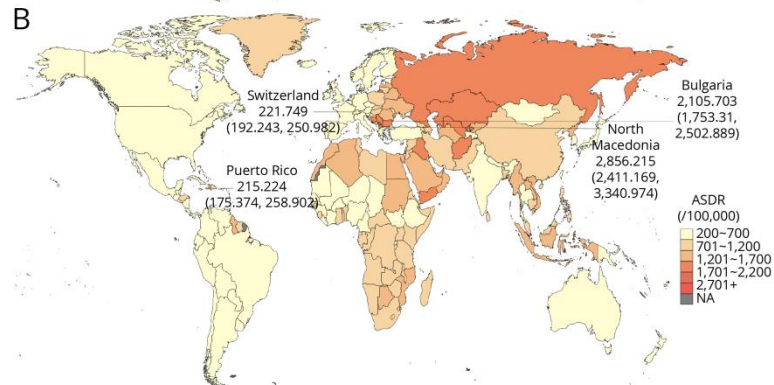 B
Switzerland
221.749
(192.243, 250.982)
Puerto Rico
215.224
(175.374, 258.902)
Bulgaria
2,105.703
(1,753.31,
2,502.889)
North
Macedonia
2,856.215
(2,411.169,
3,340.974)
ASDR
(/100,000)
200~700
701~1,200
1,201~1,700
1,701~2,200
2,701+
NA